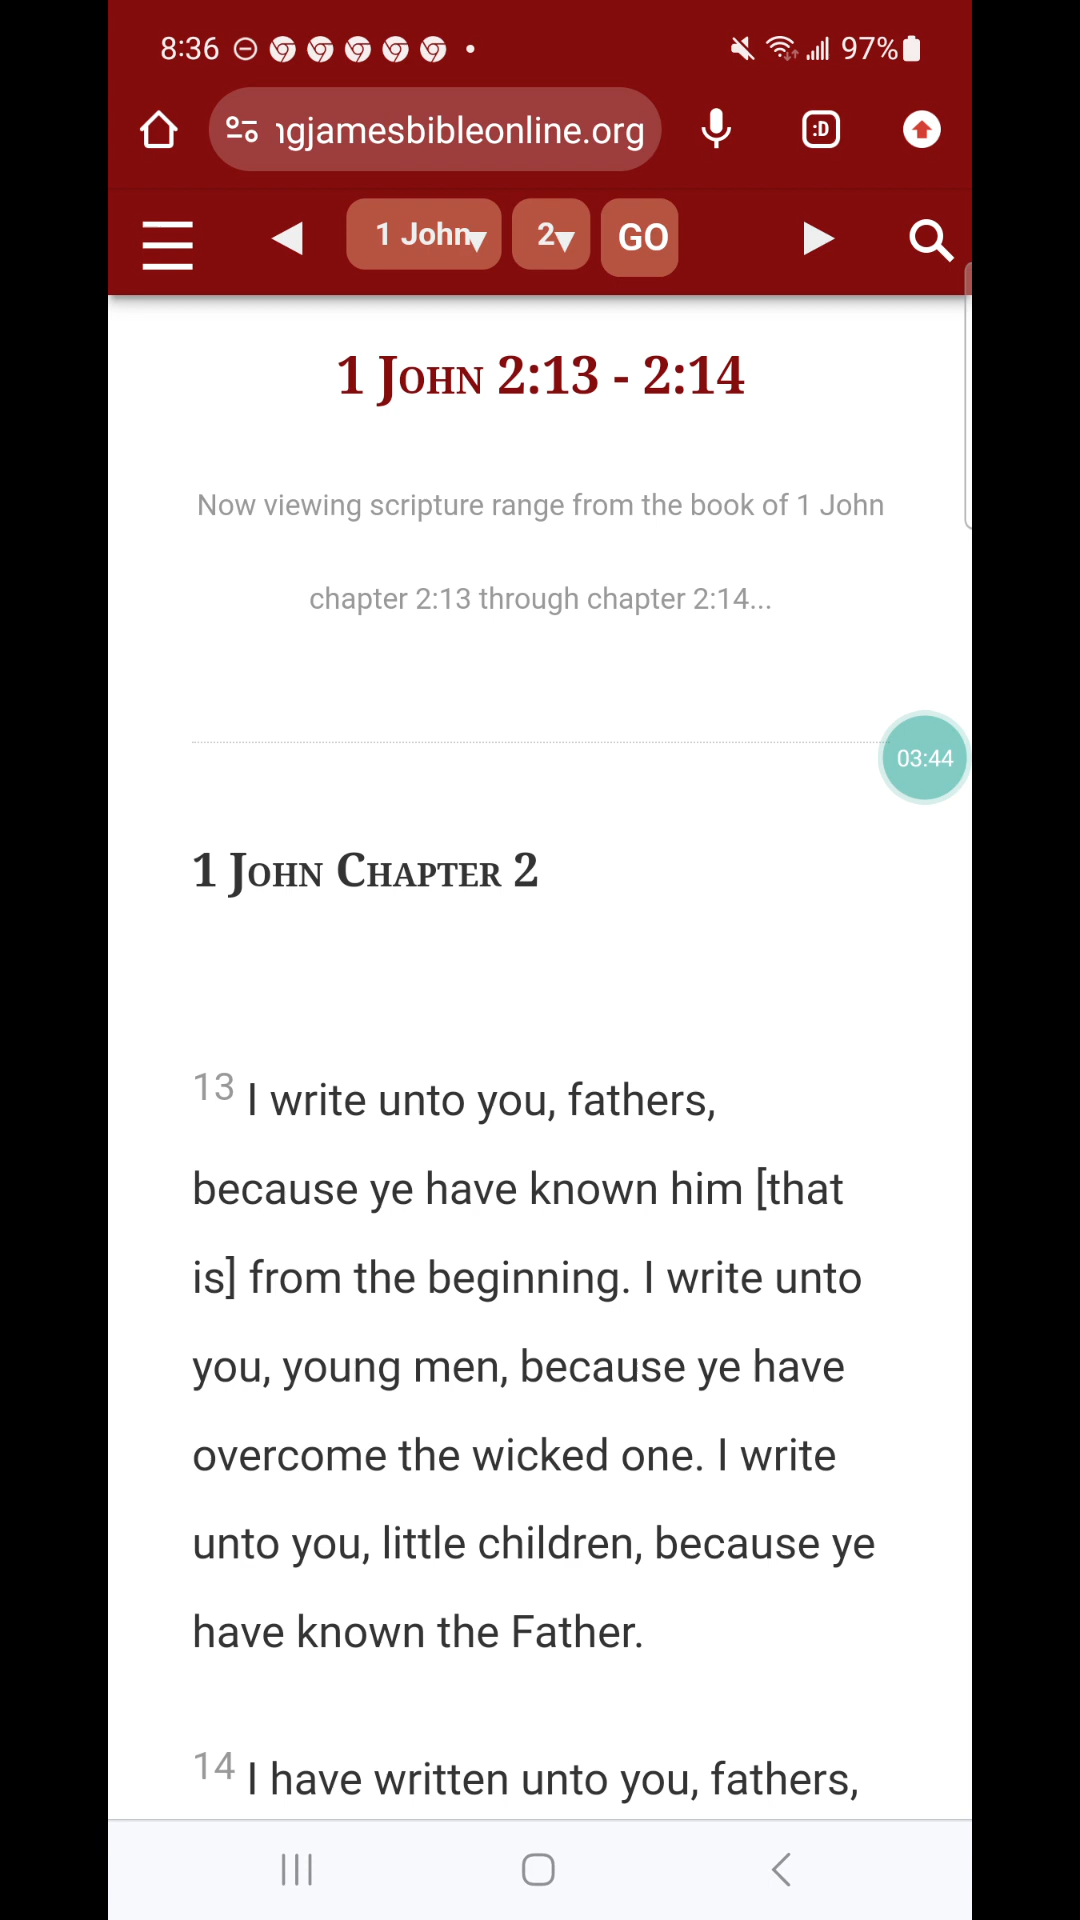 8:36
97%
ngjamesbibleonline.org
:D
1 John
2
GO
1 John 2:13 - 2:14
Now viewing scripture range from the book of 1 John
chapter 2:13 through chapter 2:14...
03:44
1 John Chapter 2
13 I write unto you, fathers,
because ye have known him [that
is] from the beginning. I write unto
you, young men, because ye have
overcome the wicked one. I write
unto you, little children, because ye
have known the Father.
14 I have written unto you, fathers,